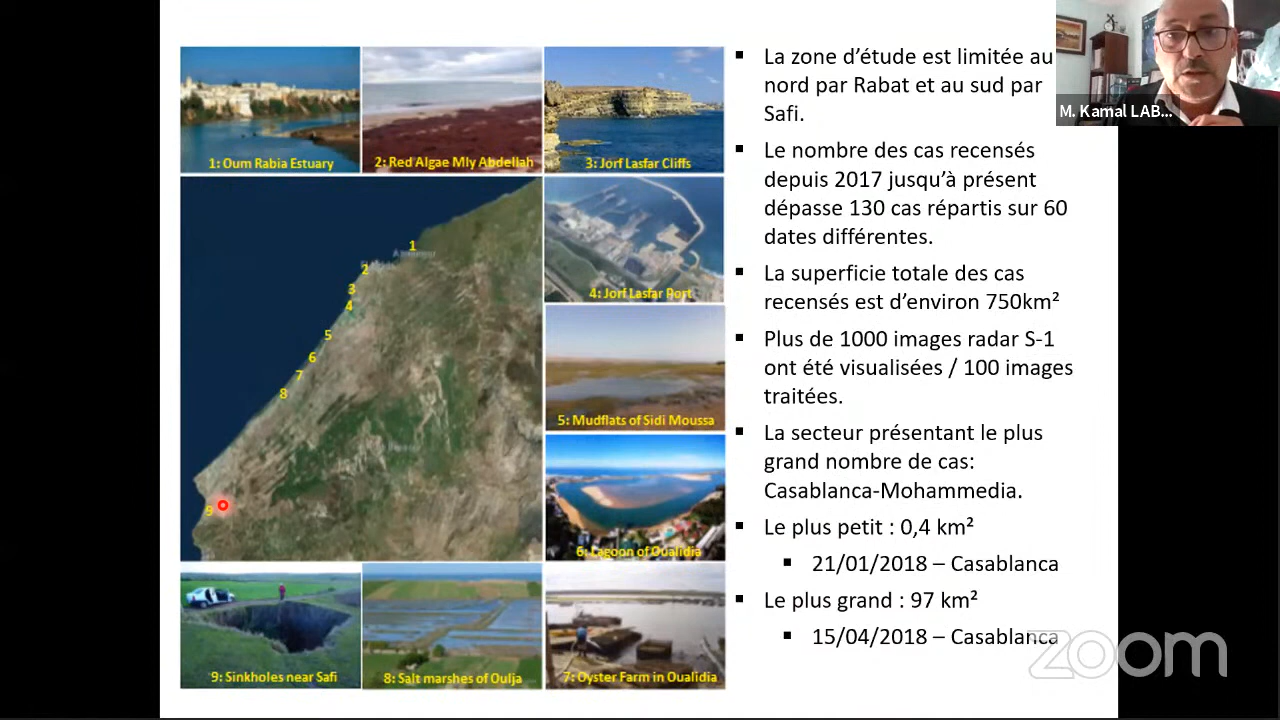 1: Oum Rabia Estuary
2: Red Algae Mly Abdellah
3: Jorf Lasfar Cliffs
1
2
3
4
5
6
7
8
9
4: Jorf Lasfar Port
5: Mudflats of Sidi Moussa
6: Lagoon of Oualidia
9: Sinkholes near Safi
8: Salt marshes of Oulja
7: Oyster Farm in Oualidia
▪ La zone d’étude est limitée au
nord par Rabat et au sud par
Safi.
▪ Le nombre des cas recensés
depuis 2017 jusqu’à présent
dépasse 130 cas répartis sur 60
dates différentes.
▪ La superficie totale des cas
recensés est d’environ 750km²
▪ Plus de 1000 images radar S-1
ont été visualisées / 100 images
traitées.
▪ La secteur présentant le plus
grand nombre de cas:
Casablanca-Mohammedia.
▪ Le plus petit : 0,4 km²
▪ 21/01/2018 – Casablanca
▪ Le plus grand : 97 km²
▪ 15/04/2018 – Casablanca
M. Kamal LAB...
zoom